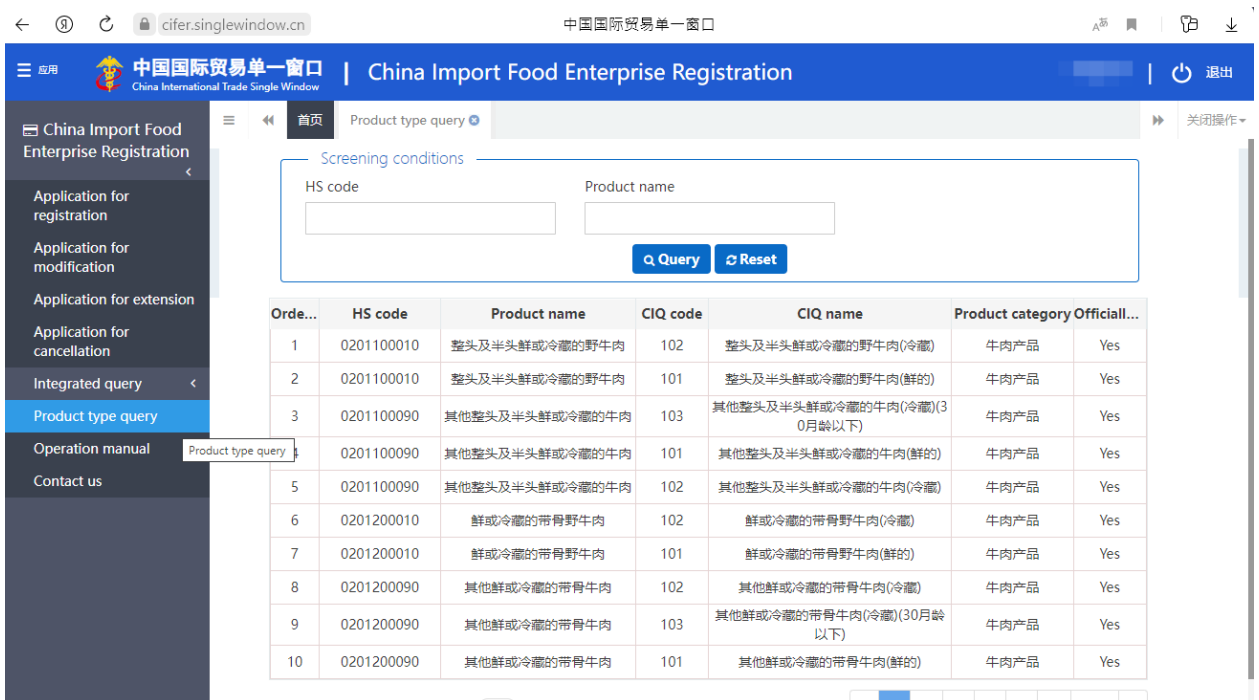 cifer.singlewindow.cn
中国国际贸易单一窗口
应用
中国国际贸易单一窗口
China International Trade Single Window
| China Import Food Enterprise Registration
退出
China Import Food
Enterprise Registration
首页
Product type query
关闭操作
Application for
registration
Application for
modification
Application for extension
Application for
cancellation
Integrated query
Product type query
Product type query
Operation manual
Contact us
Screening conditions
HS code Product name
Query Reset
Orde... HS code Product name CIQ code CIQ name Product category Officiall...
1 0201100010 整头及半头鲜或冷藏的野牛肉 102 整头及半头鲜或冷藏的野牛肉(冷藏) 牛肉产品 Yes
2 0201100010 整头及半头鲜或冷藏的野牛肉 101 整头及半头鲜或冷藏的野牛肉(鲜的) 牛肉产品 Yes
3 0201100090 其他整头及半头鲜或冷藏的牛肉 103 其他整头及半头鲜或冷藏的牛肉(冷藏)(3
0月龄以下) 牛肉产品 Yes
4 0201100090 其他整头及半头鲜或冷藏的牛肉 101 其他整头及半头鲜或冷藏的牛肉(鲜的) 牛肉产品 Yes
5 0201100090 其他整头及半头鲜或冷藏的牛肉 102 其他整头及半头鲜或冷藏的牛肉(冷藏) 牛肉产品 Yes
6 0201200010 鲜或冷藏的带骨野牛肉 102 鲜或冷藏的带骨野牛肉(冷藏) 牛肉产品 Yes
7 0201200010 鲜或冷藏的带骨野牛肉 101 鲜或冷藏的带骨野牛肉(鲜的) 牛肉产品 Yes
8 0201200090 其他鲜或冷藏的带骨牛肉 102 其他鲜或冷藏的带骨牛肉(冷藏) 牛肉产品 Yes
9 0201200090 其他鲜或冷藏的带骨牛肉 103 其他鲜或冷藏的带骨牛肉(冷藏)(30月龄
以下) 牛肉产品 Yes
10 0201200090 其他鲜或冷藏的带骨牛肉 101 其他鲜或冷藏的带骨牛肉(鲜的) 牛肉产品 Yes